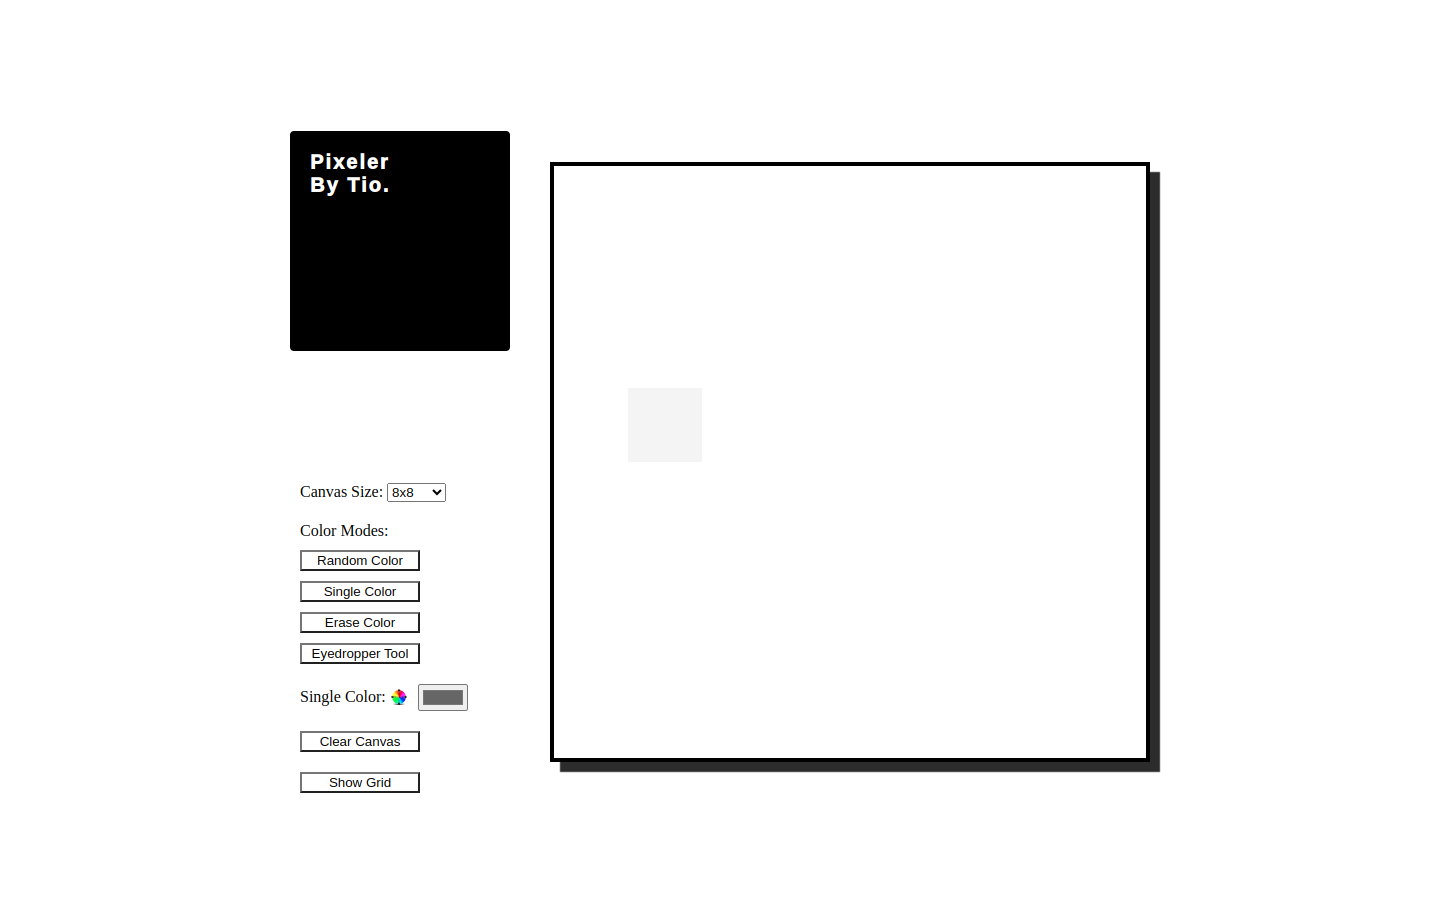 Pixeler
By Tio.
Canvas Size: 8x8
Color Modes:
Random Color
Single Color
Erase Color
Eyedropper Tool
Single Color:
Clear Canvas
Show Grid